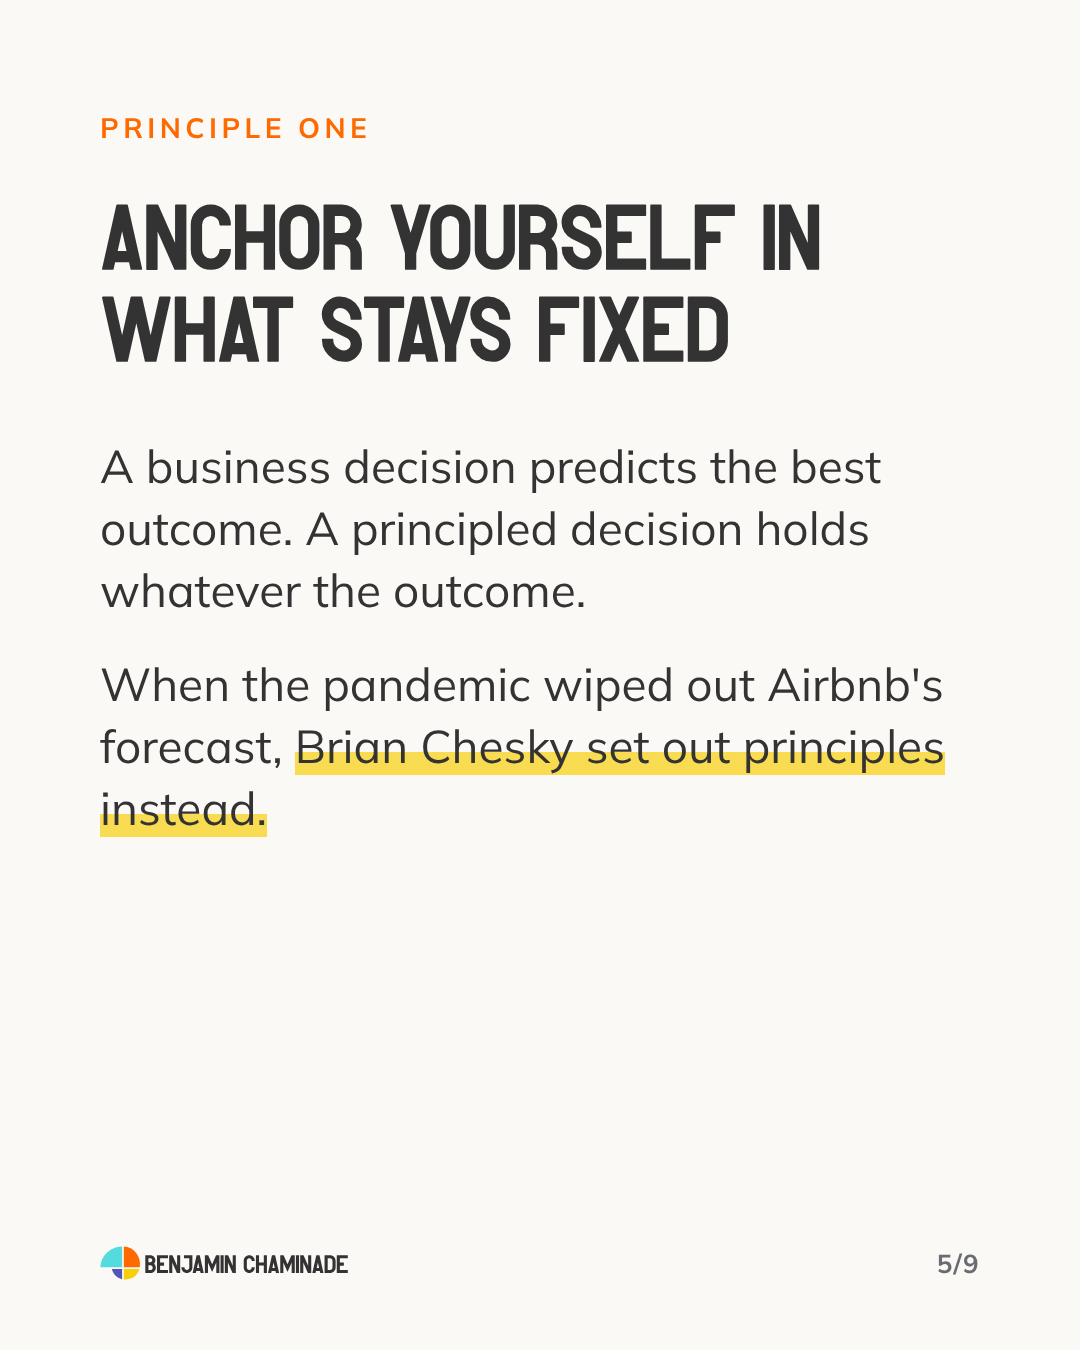 PRINCIPLE ONE
ANCHOR YOURSELF IN
WHAT STAYS FIXED
A business decision predicts the best
outcome. A principled decision holds
whatever the outcome.
When the pandemic wiped out Airbnb's
forecast, Brian Chesky set out principles
instead.
BENJAMIN CHAMINADE
5/9